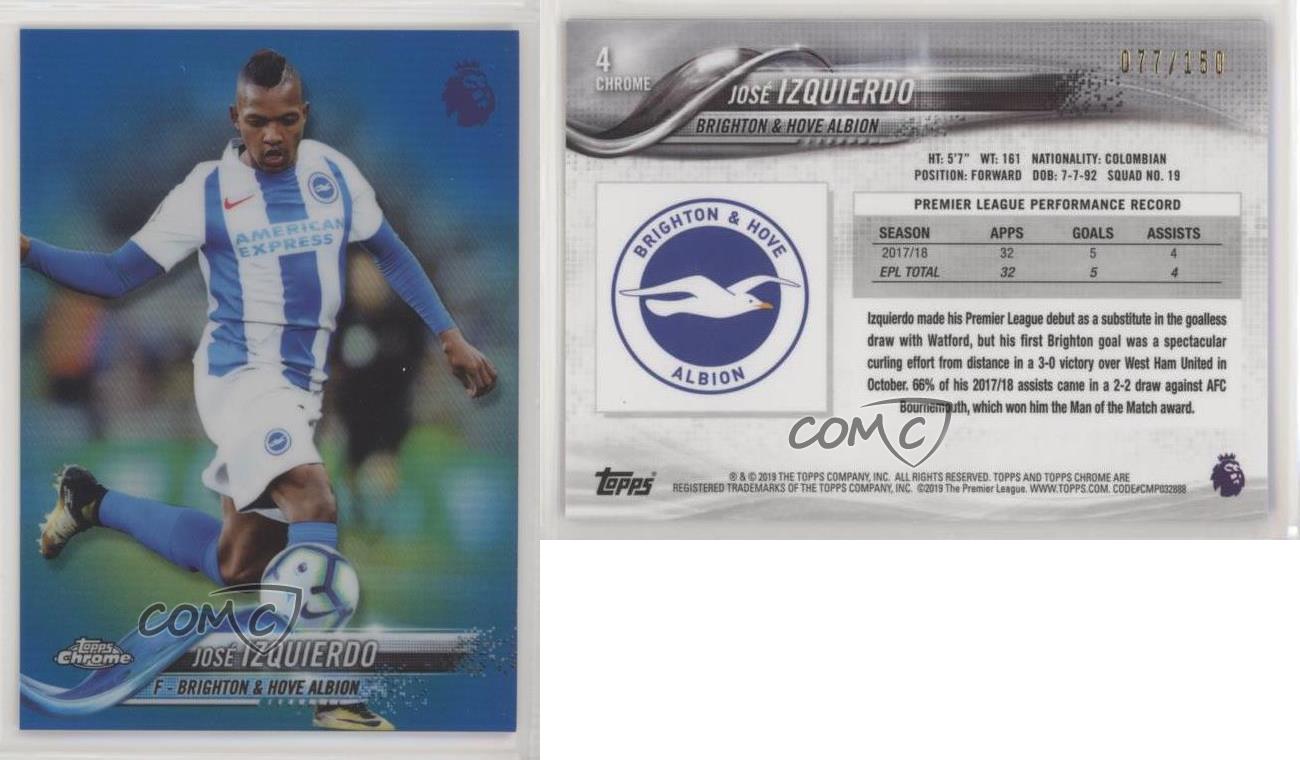 AMERICAN
EXPRESS
COMC
Topps
Chrome
JOSÉ IZQUIERDO
F - BRIGHTON & HOVE ALBION
4
CHROME
077/150
JOSÉ IZQUIERDO
BRIGHTON & HOVE ALBION
HT: 5'7" WT: 161 NATIONALITY: COLOMBIAN
POSITION: FORWARD DOB: 7-7-92 SQUAD NO. 19
BRIGHTON & HOVE
ALBION
PREMIER LEAGUE PERFORMANCE RECORD
SEASON APPS GOALS ASSISTS
2017/18 32 5 4
EPL TOTAL 32 5 4
Izquierdo made his Premier League debut as a substitute in the goalless
draw with Watford, but his first Brighton goal was a spectacular
curling effort from distance in a 3-0 victory over West Ham United in
October. 66% of his 2017/18 assists came in a 2-2 draw against AFC
Bournemouth, which won him the Man of the Match award.
COMC
Topps
® & © 2019 THE TOPPS COMPANY, INC. ALL RIGHTS RESERVED. TOPPS AND TOPPS CHROME ARE
REGISTERED TRADEMARKS OF THE TOPPS COMPANY, INC. ©2019 The Premier League. WWW.TOPPS.COM. CODE#CMP032888